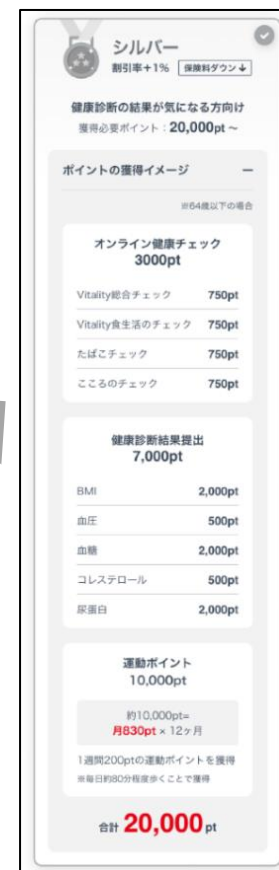 シルバー
割引率+1% 保険料ダウン↓
健康診断の結果が気になる方向け
獲得必要ポイント：20,000pt ～
ポイントの獲得イメージ －
※64歳以下の場合
オンライン健康チェック
3000pt
Vitality総合チェック 750pt
Vitality食生活のチェック 750pt
たばこチェック 750pt
こころのチェック 750pt
健康診断結果提出
7,000pt
BMI 2,000pt
血圧 500pt
血糖 2,000pt
コレステロール 500pt
尿蛋白 2,000pt
運動ポイント
10,000pt
約10,000pt=
月830pt × 12ヶ月
1週間200ptの運動ポイントを獲得
※毎日約80分程度歩くことで獲得
合計 20,000 pt